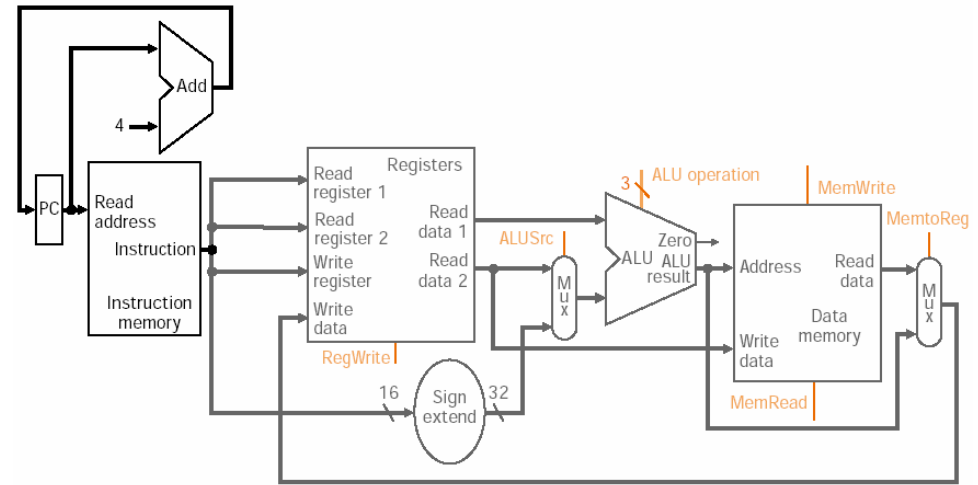 Add
4
PC
Read
address
Instruction
Instruction
memory
Read
register 1
Read
register 2
Write
register
Write
data
Registers
Read
data 1
Read
data 2
RegWrite
16
Sign
extend
32
ALUSrc
M
u
x
3
ALU operation
Zero
ALU
ALU
result
MemWrite
Address
Read
data
Data
memory
Write
data
MemRead
MemtoReg
M
u
x